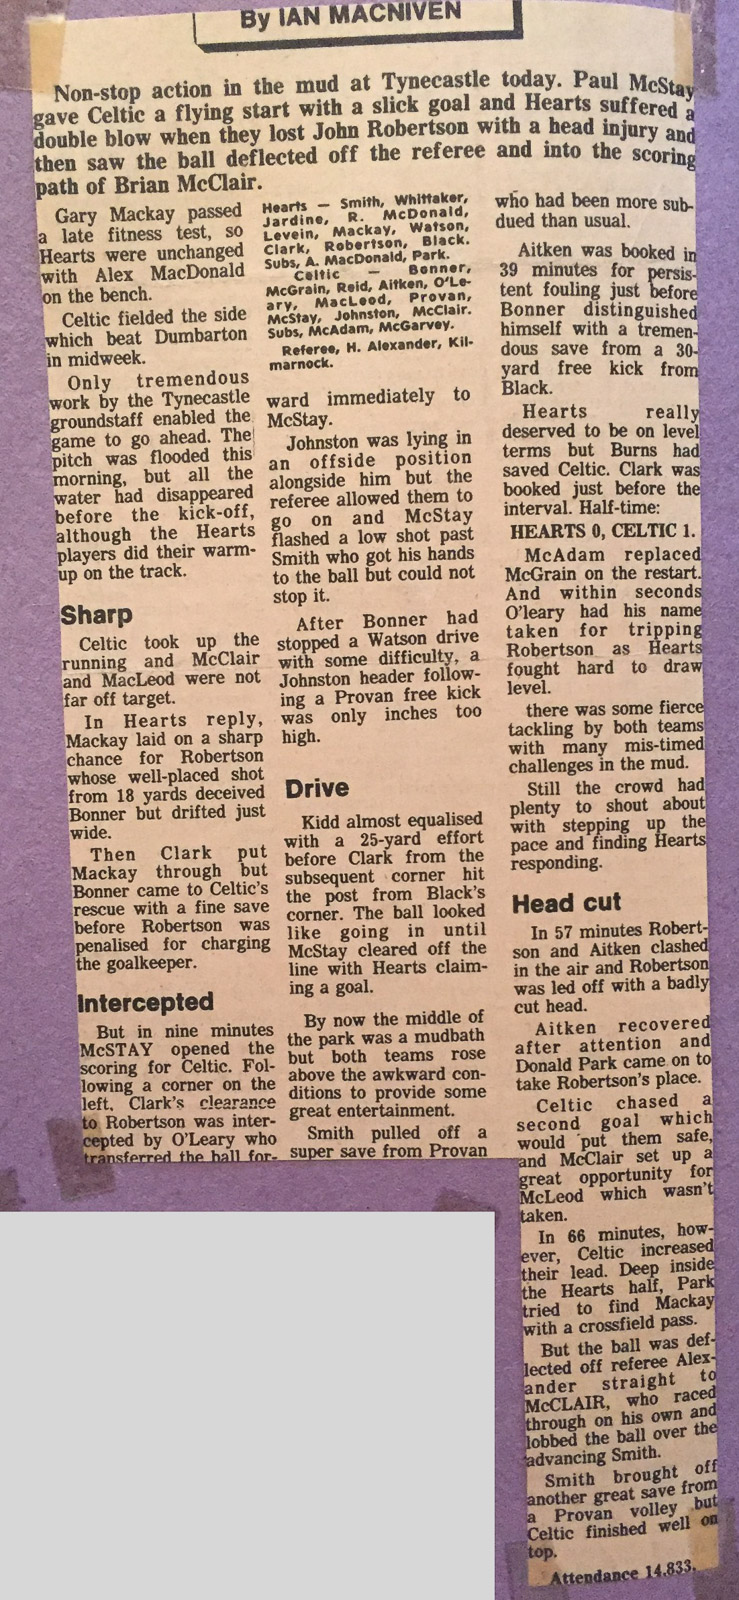 By IAN MACNIVEN
Non-stop action in the mud at Tynecastle today. Paul McStay
gave Celtic a flying start with a slick goal and Hearts suffered a
double blow when they lost John Robertson with a head injury and
then saw the ball deflected off the referee and into the scoring
path of Brian McClair.
Gary Mackay passed
a late fitness test, so
Hearts were unchanged
with Alex MacDonald
on the bench.
Celtic fielded the side
which beat Dumbarton
in midweek.
Only tremendous
work by the Tynecastle
groundstaff enabled the
game to go ahead. The
pitch was flooded this
morning, but all the
water had disappeared
before the kick-off,
although the Hearts
players did their warm-
up on the track.
Sharp
Celtic took up the
running and McClair
and MacLeod were not
far off target.
In Hearts reply,
Mackay laid on a sharp
chance for Robertson
whose well-placed shot
from 18 yards deceived
Bonner but drifted just
wide.
Then Clark put
Mackay through but
Bonner came to Celtic's
rescue with a fine save
before Robertson was
penalised for charging
the goalkeeper.
Intercepted
But in nine minutes
McSTAY opened the
scoring for Celtic. Fol-
lowing a corner on the
left, Clark's clearance
to Robertson was inter-
cepted by O'Leary who
transferred the ball for-
Hearts — Smith, Whittaker,
Jardine, R. McDonald,
Levein, Mackay, Watson,
Clark, Robertson, Black.
Subs, A. MacDonald, Park.
Celtic — Bonner,
McGrain, Reid, Aitken, O'Le-
ary, MacLeod, Provan,
McStay, Johnston, McClair.
Subs, McAdam, McGarvey.
Referee, H. Alexander, Kil-
marnock.
ward immediately to
McStay.
Johnston was lying in
an offside position
alongside him but the
referee allowed them to
go on and McStay
flashed a low shot past
Smith who got his hands
to the ball but could not
stop it.
After Bonner had
stopped a Watson drive
with some difficulty, a
Johnston header follow-
ing a Provan free kick
was only inches too
high.
Drive
Kidd almost equalised
with a 25-yard effort
before Clark from the
subsequent corner hit
the post from Black's
corner. The ball looked
like going in until
McStay cleared off the
line with Hearts claim-
ing a goal.
By now the middle of
the park was a mudbath
but both teams rose
above the awkward con-
ditions to provide some
great entertainment.
Smith pulled off a
super save from Provan
who had been more sub-
dued than usual.
Aitken was booked in
39 minutes for persis-
tent fouling just before
Bonner distinguished
himself with a tremen-
dous save from a 30-
yard free kick from
Black.
Hearts really
deserved to be on level
terms but Burns had
saved Celtic. Clark was
booked just before the
interval. Half-time:
HEARTS 0, CELTIC 1.
McAdam replaced
McGrain on the restart.
And within seconds
O'leary had his name
taken for tripping
Robertson as Hearts
fought hard to draw
level.
there was some fierce
tackling by both teams
with many mis-timed
challenges in the mud.
Still the crowd had
plenty to shout about
with stepping up the
pace and finding Hearts
responding.
Head cut
In 57 minutes Robert-
son and Aitken clashed
in the air and Robertson
was led off with a badly
cut head.
Aitken recovered
after attention and
Donald Park came on to
take Robertson's place.
Celtic chased a
second goal which
would put them safe,
and McClair set up a
great opportunity for
McLeod which wasn't
taken.
In 66 minutes, how-
ever, Celtic increased
their lead. Deep inside
the Hearts half, Park
tried to find Mackay
with a crossfield pass.
But the ball was def-
lected off referee Alex-
ander straight to
McCLAIR, who raced
through on his own and
lobbed the ball over the
advancing Smith.
Smith brought off
another great save from
a Provan volley but
Celtic finished well on
top.
Attendance 14,833.